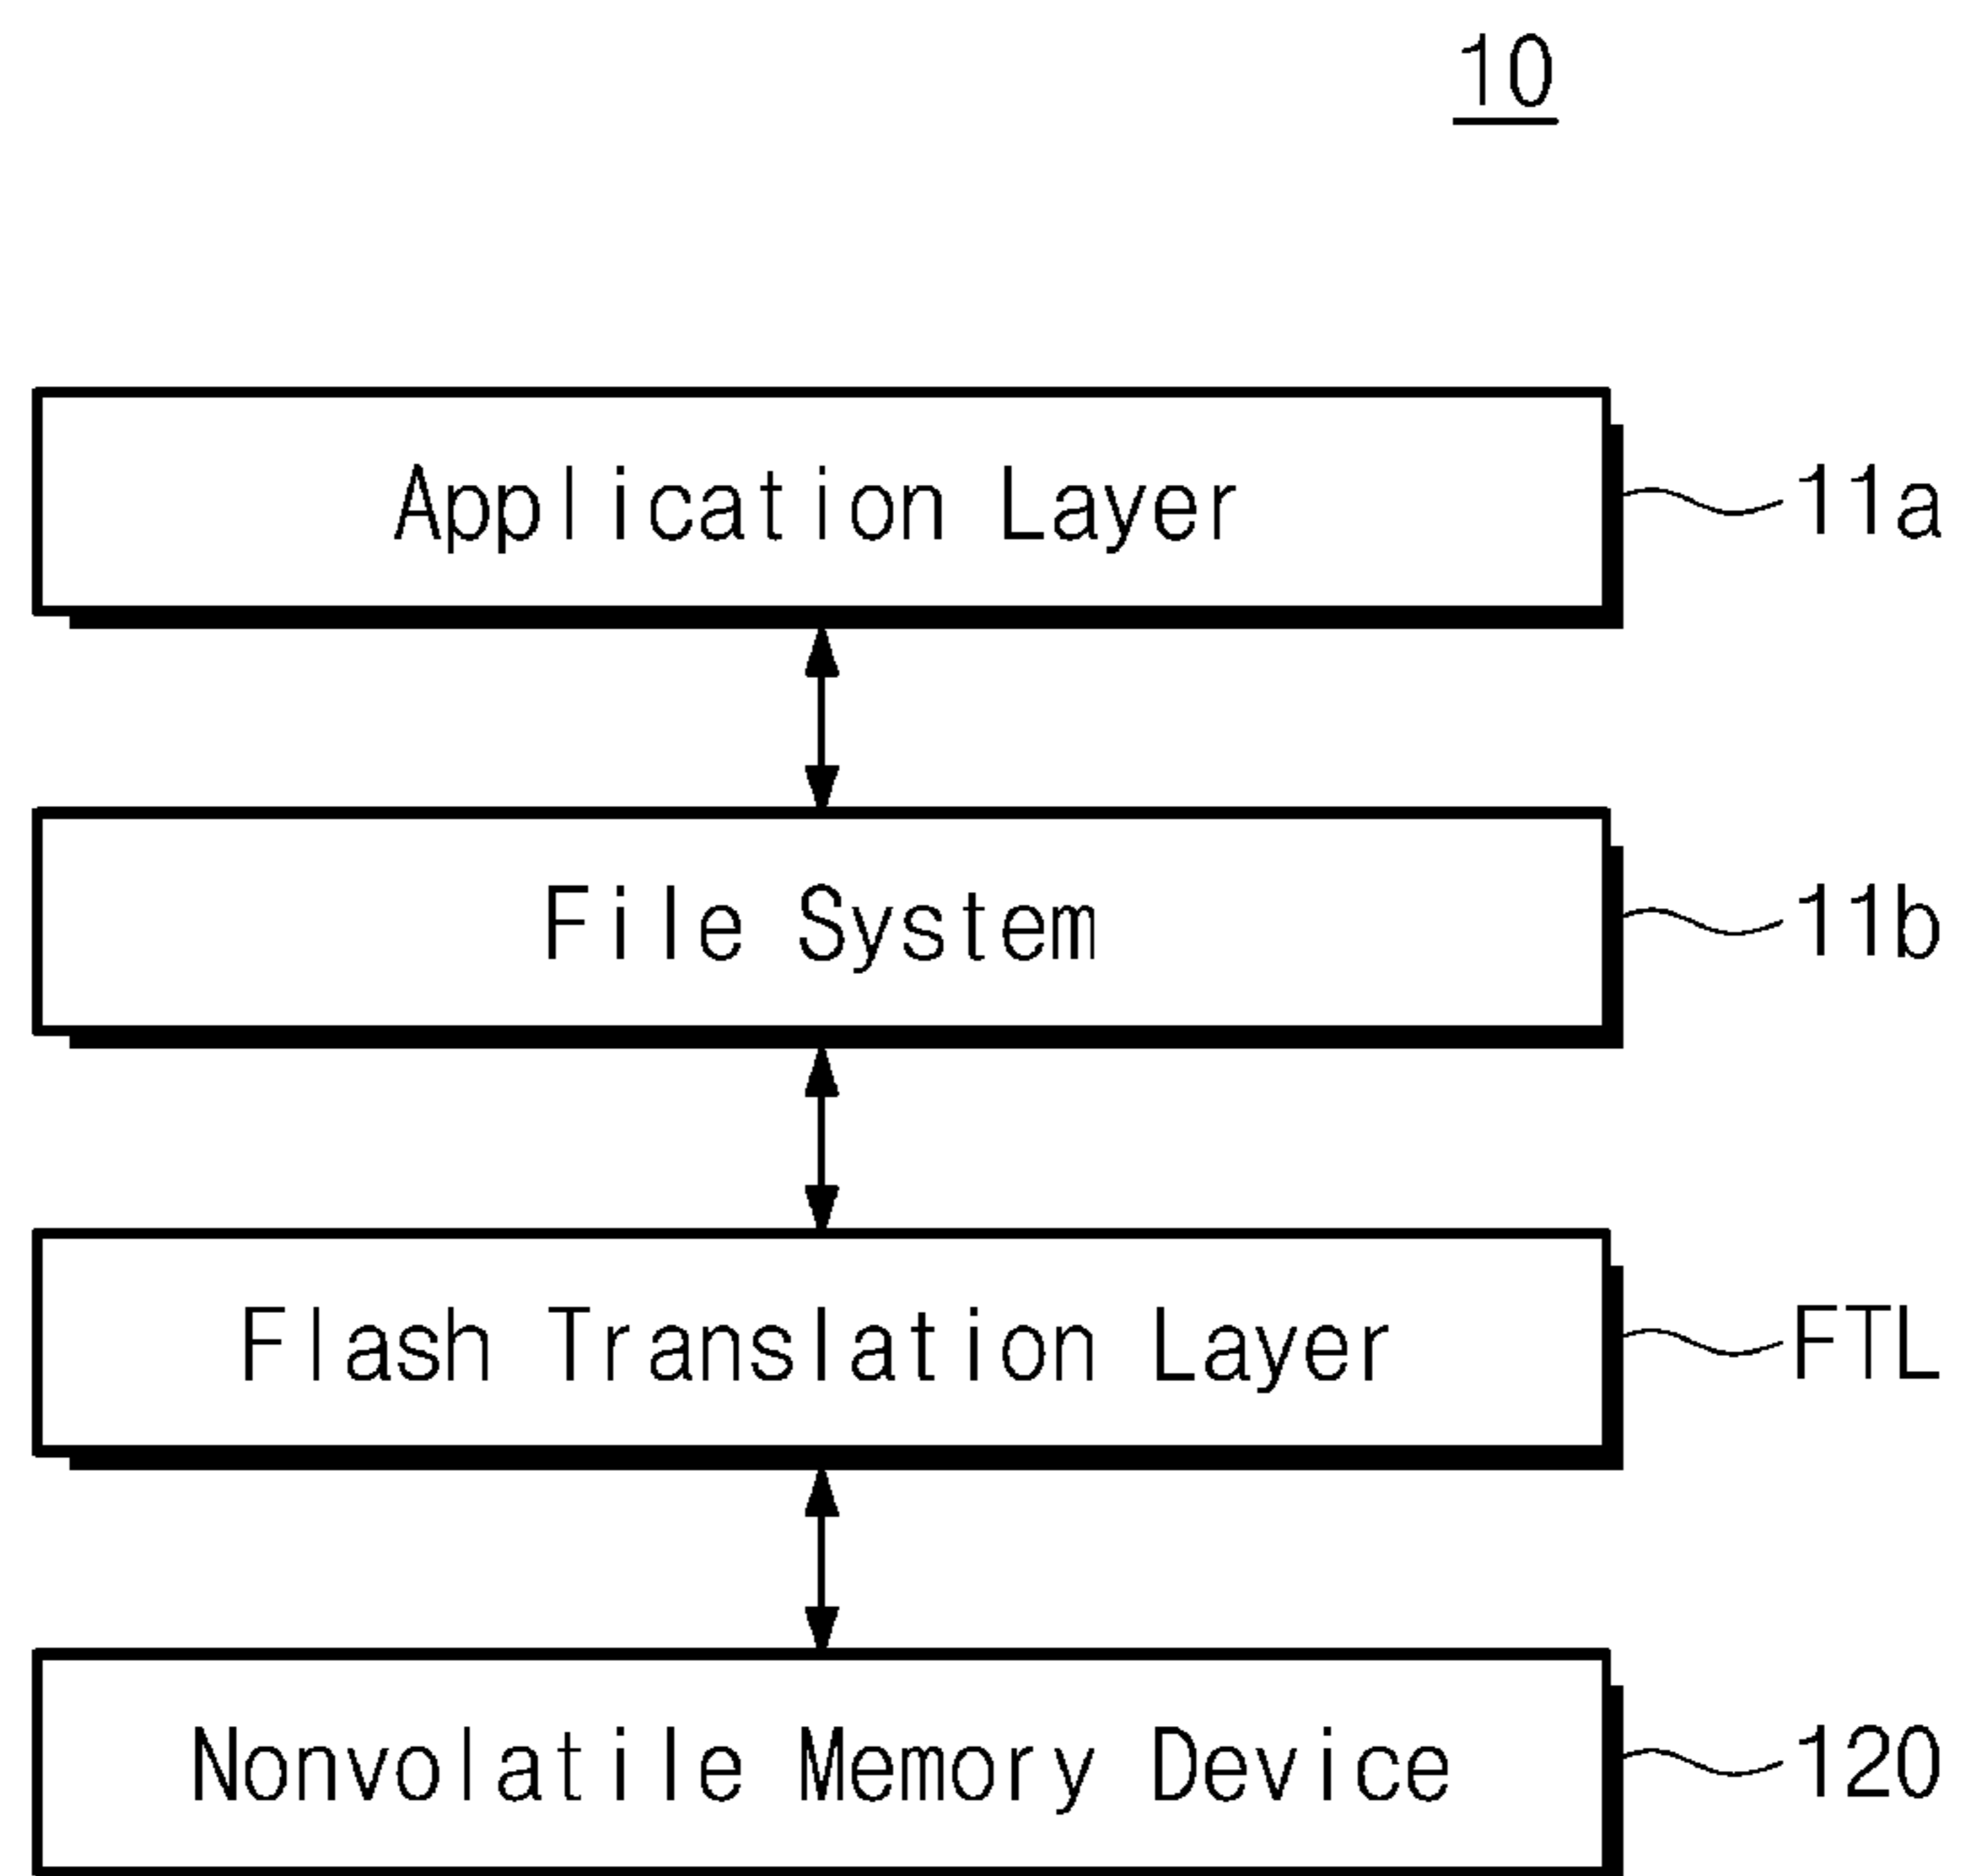 10
Application Layer
11a
File System
11b
Flash Translation Layer
FTL
Nonvolatile Memory Device
120